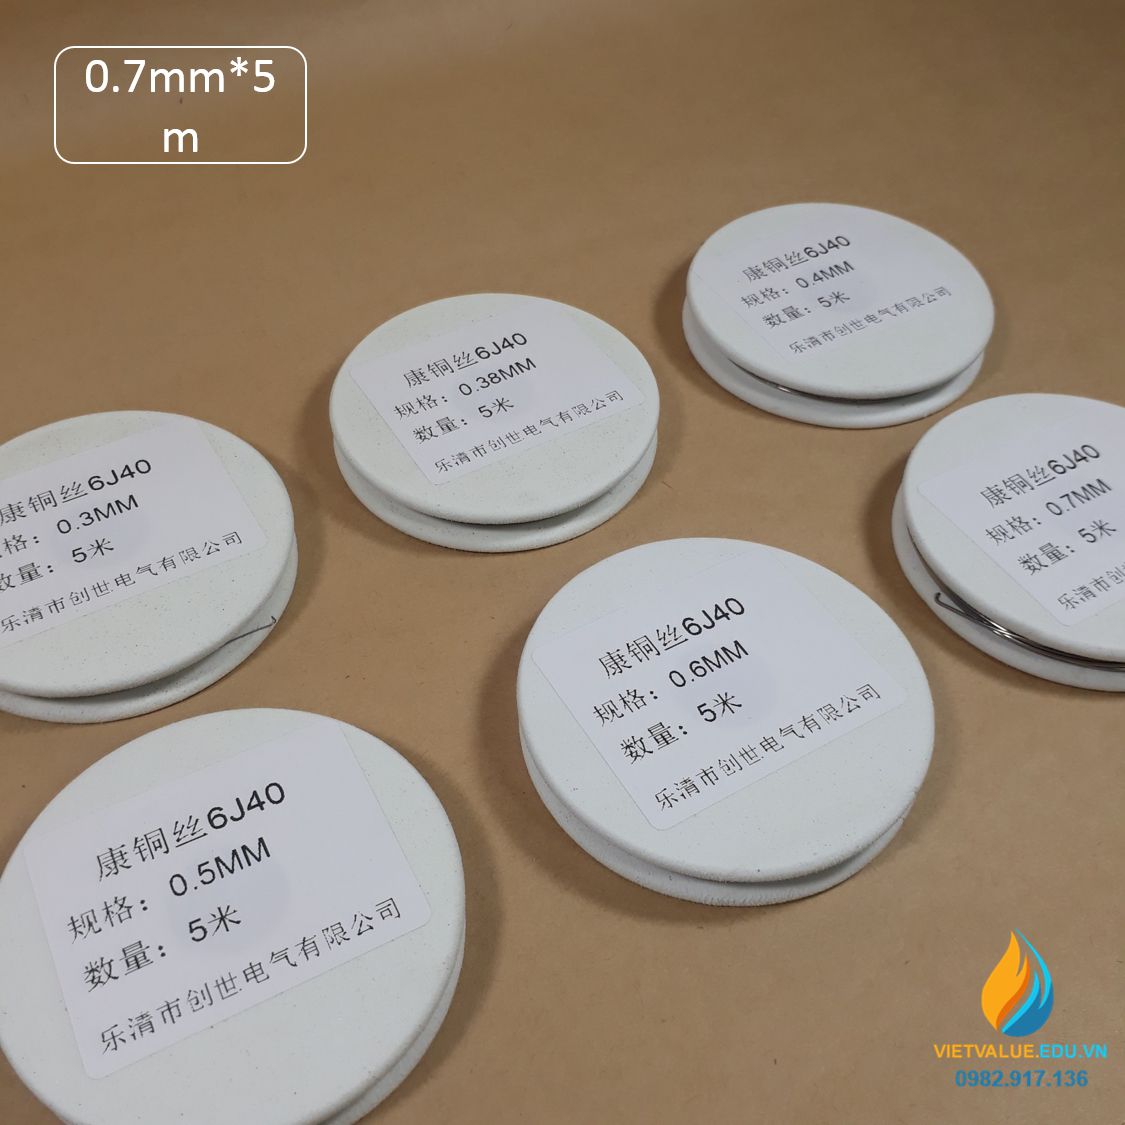 0.7mm*5
m
康铜丝6J40
规格：0.4MM
数量：5米
乐清市创世电气有限公司
康铜丝6J40
规格：0.38MM
数量：5米
乐清市创世电气有限公司
康铜丝6J40
规格：0.7MM
数量：5米
乐清市创世
康铜丝6J40
格：0.3MM
数量：5米
乐清市创世电气有限公司
康铜丝6J40
规格：0.6MM
数量：5米
乐清市创世电气有限公司
康铜丝6J40
规格：0.5MM
数量：5米
乐清市创世电气有限公司
VIETVALUE.EDU.VN
0982.917.136